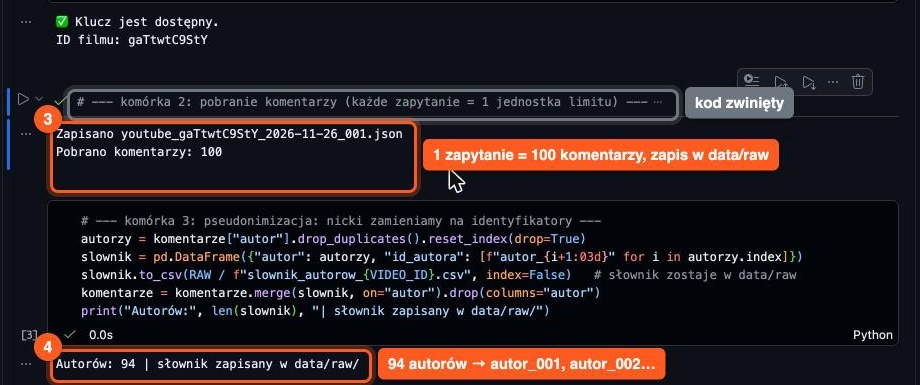 ... ✅ Klucz jest dostępny.
ID filmu: gaTtwtC9StY
...
# --- komórka 2: pobranie komentarzy (każde zapytanie = 1 jednostka limitu) --- ...
kod zwinięty
3
... Zapisano youtube_gaTtwtC9StY_2026-11-26_001.json
Pobrano komentarzy: 100
1 zapytanie = 100 komentarzy, zapis w data/raw
# --- komórka 3: pseudonimizacja: nicki zamieniamy na identyfikatory ---
autorzy = komentarze["autor"].drop_duplicates().reset_index(drop=True)
slownik = pd.DataFrame({"autor": autorzy, "id_autora": [f"autor_{i+1:03d}" for i in autorzy.index]})
slownik.to_csv(RAW / f"slownik_autorow_{VIDEO_ID}.csv", index=False) # słownik zostaje w data/raw
komentarze = komentarze.merge(slownik, on="autor").drop(columns="autor")
print("Autorów:", len(slownik), "| słownik zapisany w data/raw/")
[3] ✓ 0.0s Python
4
... Autorów: 94 | słownik zapisany w data/raw/
94 autorów → autor_001, autor_002...